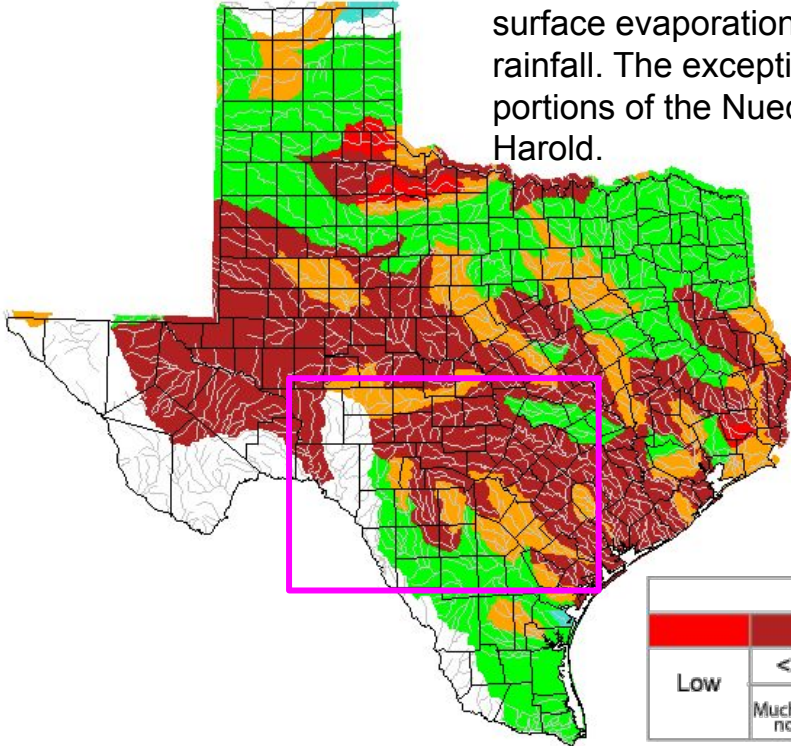 surface evaporation
rainfall. The excepti
portions of the Nuec
Harold.
Low
<
Much
no